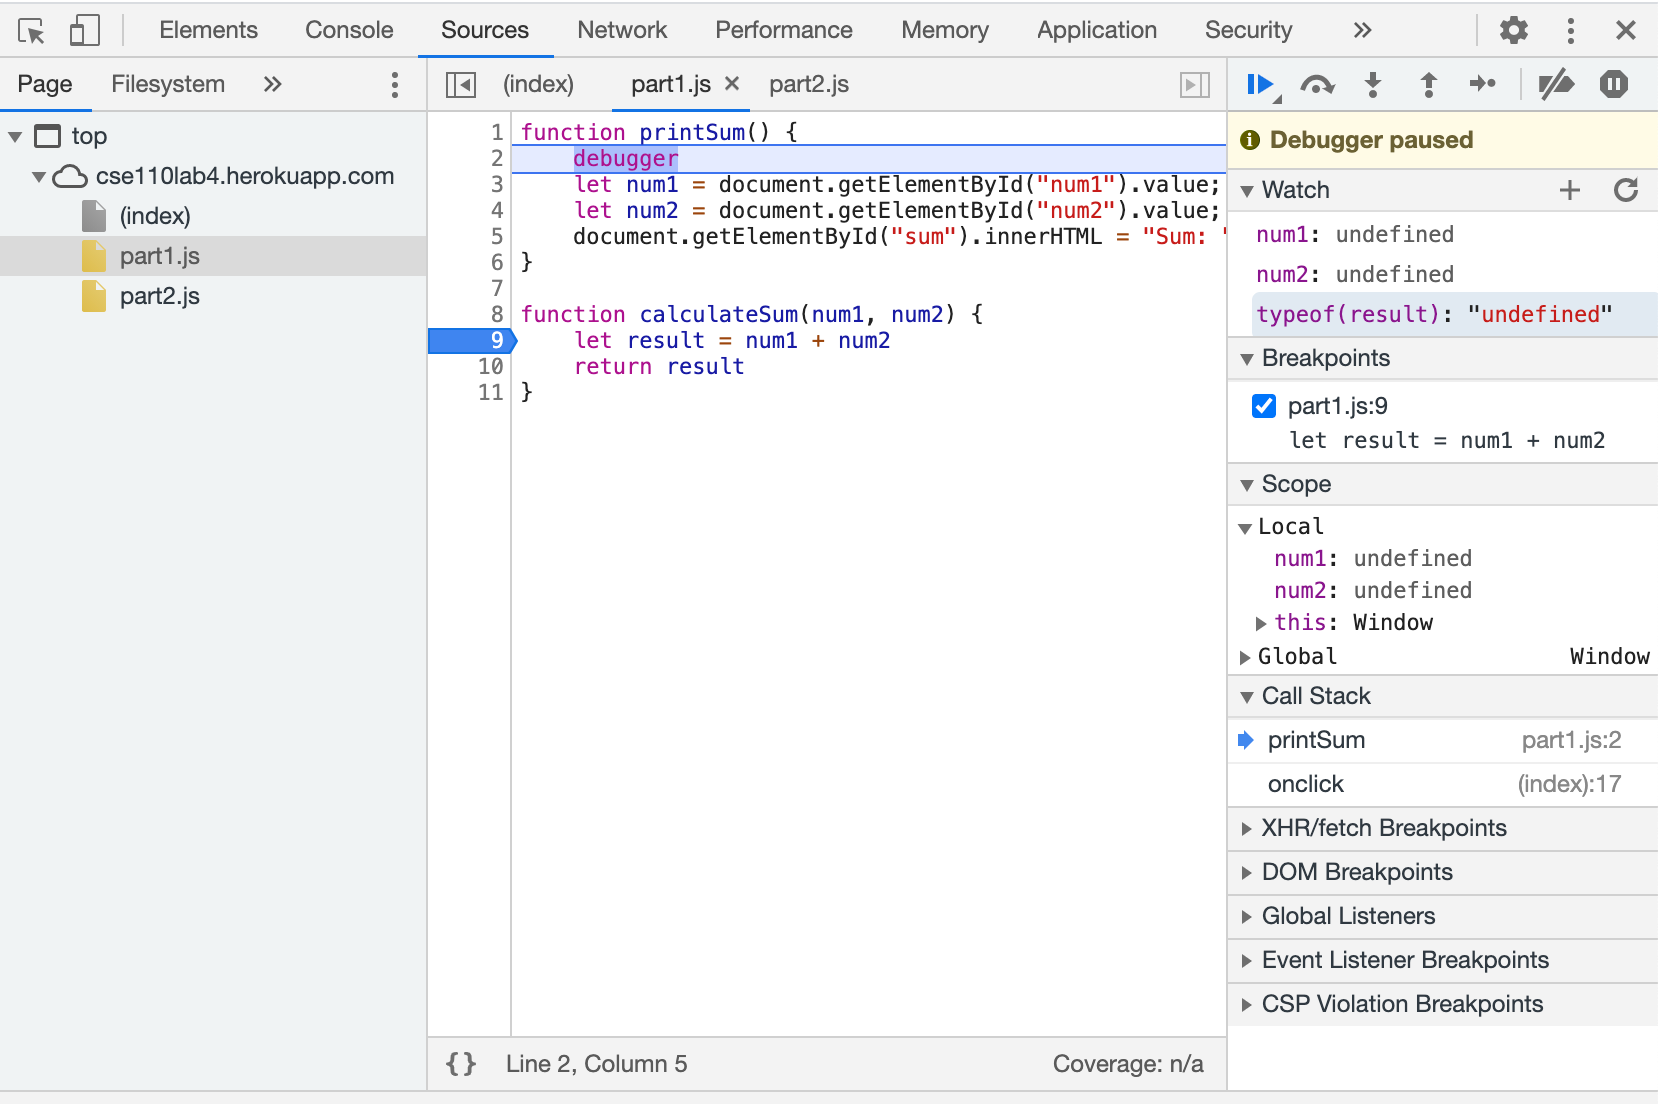 Elements Console Sources Network Performance Memory Application Security »
Page Filesystem »
top
cse110lab4.herokuapp.com
(index)
part1.js
part2.js
(index) part1.js × part2.js
1 function printSum() {
2     debugger
3     let num1 = document.getElementById("num1").value;
4     let num2 = document.getElementById("num2").value;
5     document.getElementById("sum").innerHTML = "Sum: "
6 }
7
8 function calculateSum(num1, num2) {
9     let result = num1 + num2
10     return result
11 }
{} Line 2, Column 5 Coverage: n/a
Debugger paused
Watch
num1: undefined
num2: undefined
typeof(result): "undefined"
Breakpoints
part1.js:9
let result = num1 + num2
Scope
Local
num1: undefined
num2: undefined
this: Window
Global Window
Call Stack
printSum part1.js:2
onclick (index):17
XHR/fetch Breakpoints
DOM Breakpoints
Global Listeners
Event Listener Breakpoints
CSP Violation Breakpoints